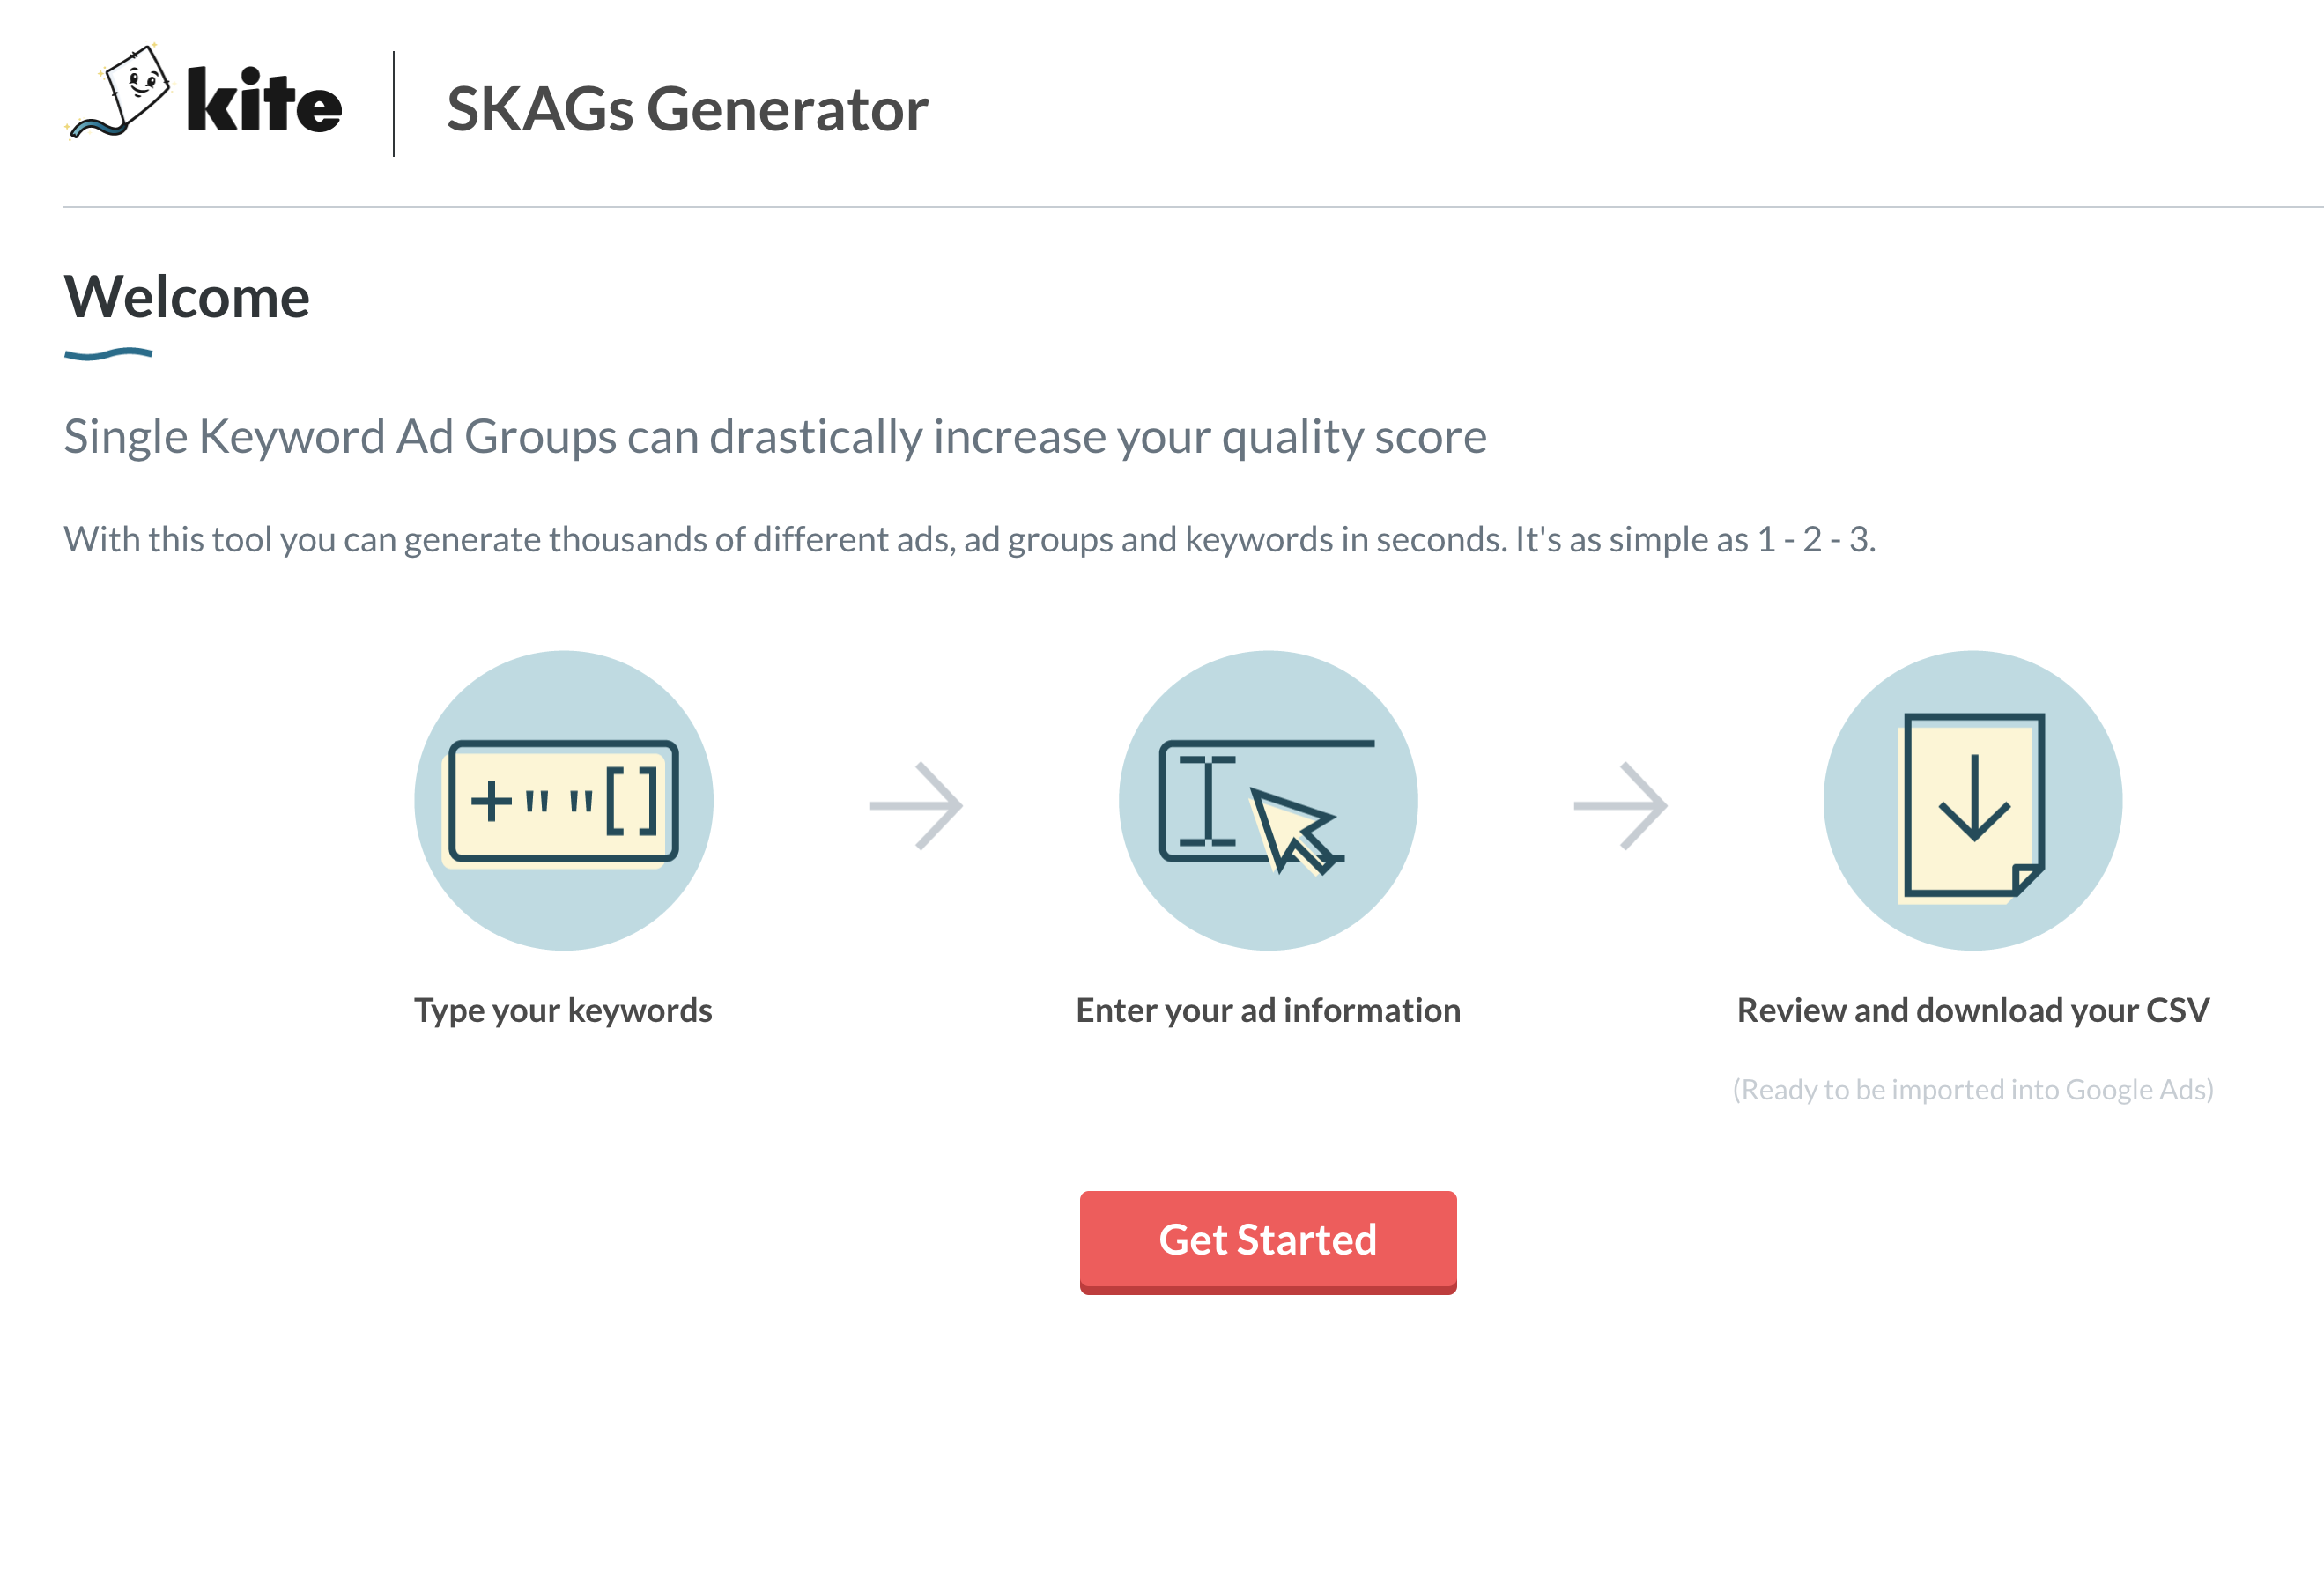 kite
SKAGs Generator
Welcome
Single Keyword Ad Groups can drastically increase your quality score
With this tool you can generate thousands of different ads, ad groups and keywords in seconds. It's as simple as 1 - 2 - 3.
+ " " [ ]
Type your keywords
Enter your ad information
Review and download your CSV
(Ready to be imported into Google Ads)
Get Started